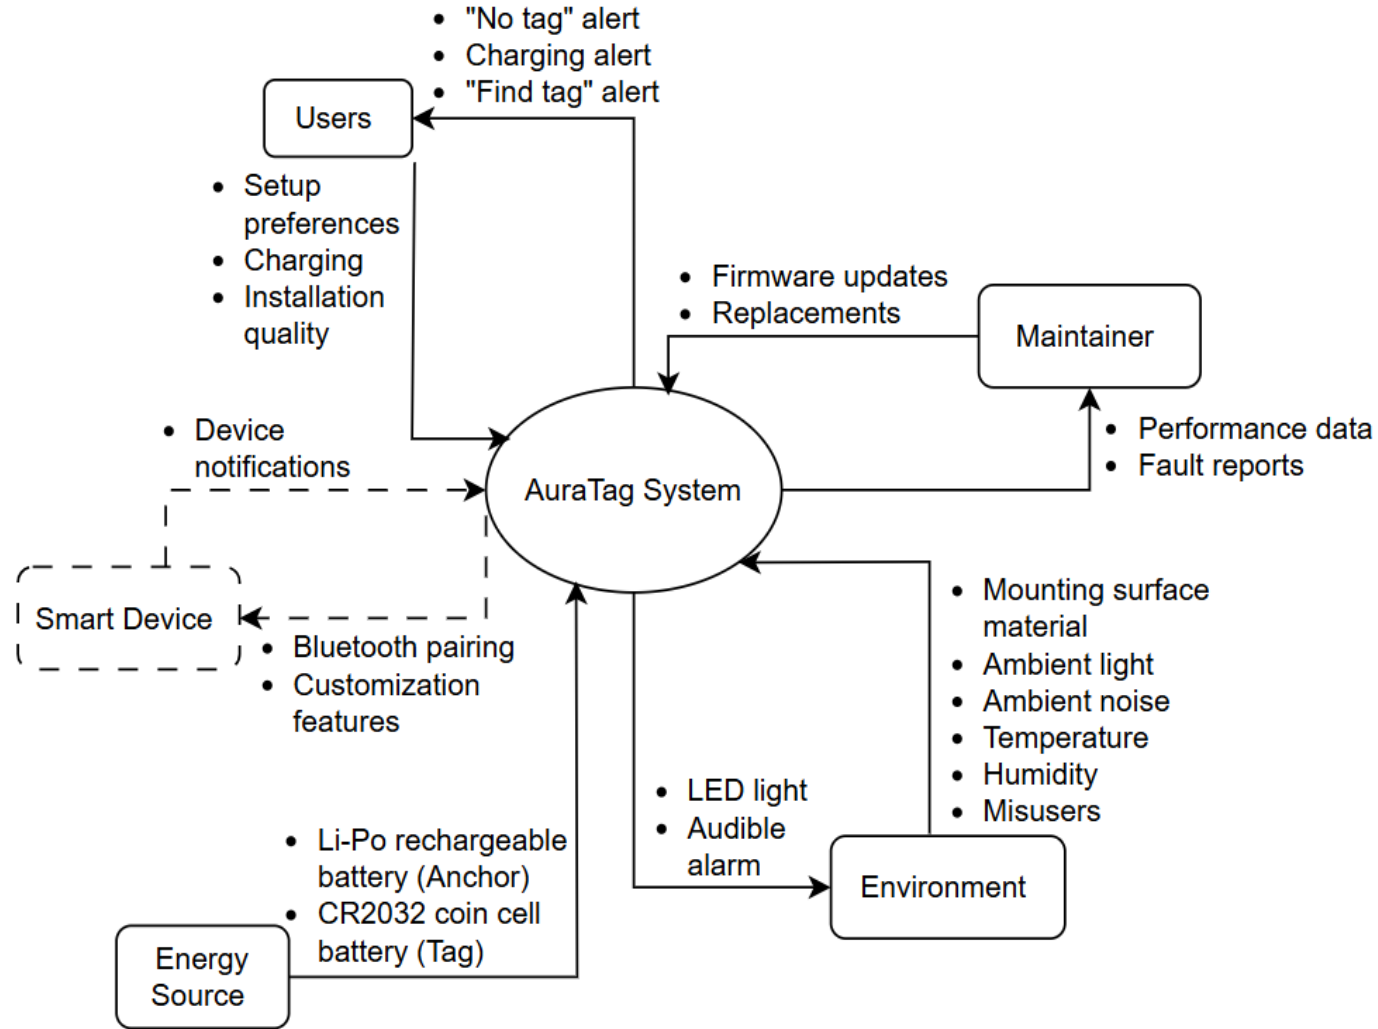 "No tag" alert
Charging alert
"Find tag" alert
Users
Setup
preferences
Charging
Installation
quality
Firmware updates
Replacements
Maintainer
Performance data
Fault reports
Device
notifications
AuraTag System
Smart Device
Bluetooth pairing
Customization
features
Mounting surface
material
Ambient light
Ambient noise
Temperature
Humidity
Misusers
LED light
Audible
alarm
Environment
Li-Po rechargeable
battery (Anchor)
CR2032 coin cell
battery (Tag)
Energy
Source